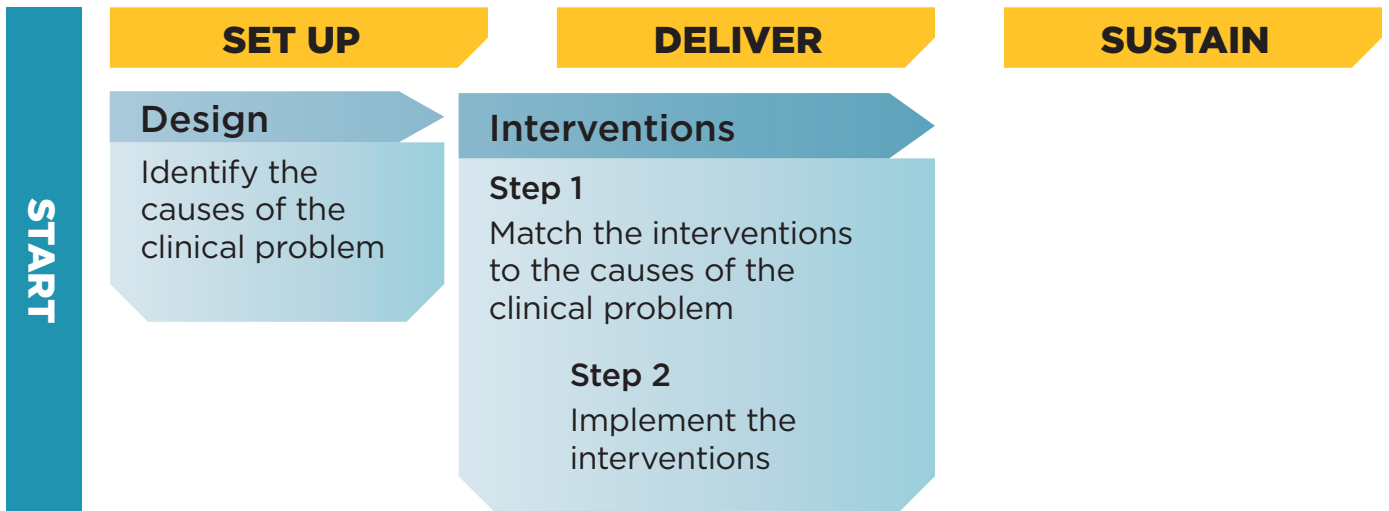 START
SET UP
DELIVER
SUSTAIN
Design
Identify the
causes of the
clinical problem
Interventions
Step 1
Match the interventions
to the causes of the
clinical problem
Step 2
Implement the
interventions